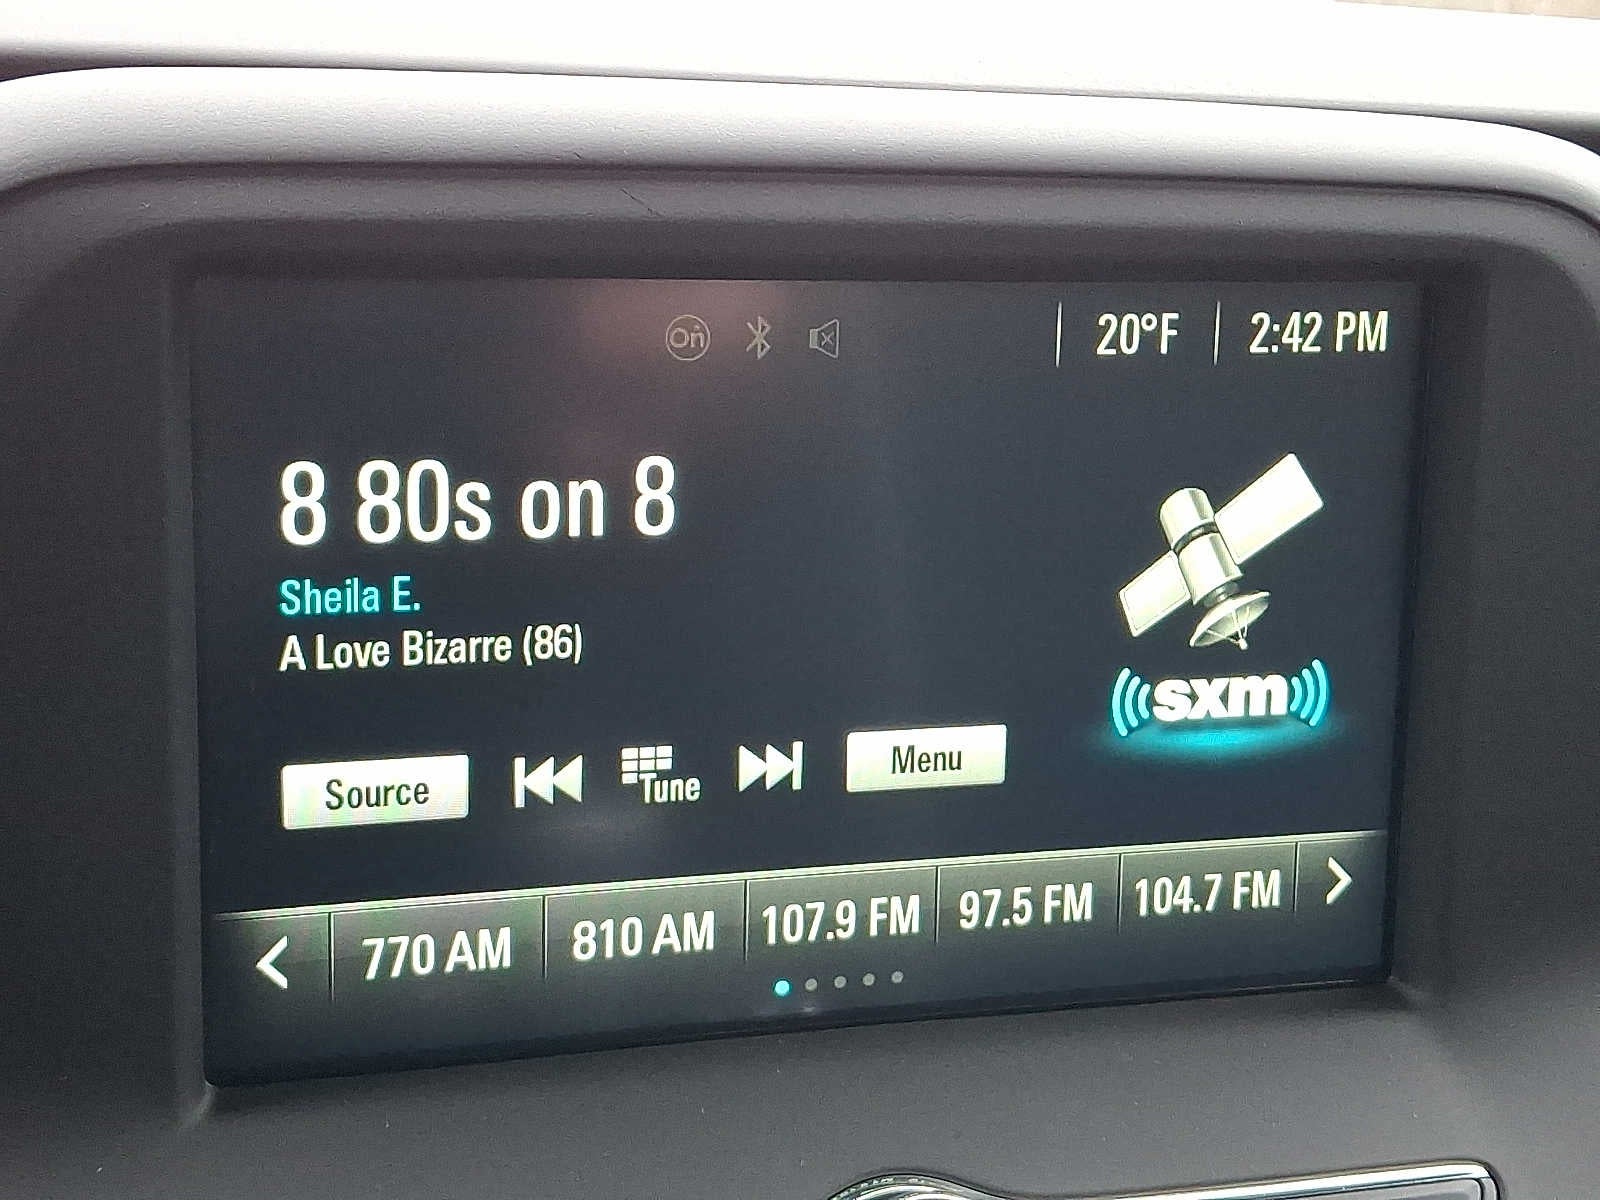 On 20°F 2:42 PM
8 80s on 8
Sheila E.
A Love Bizarre (86)
sxm
Source Tune Menu
770 AM 810 AM 107.9 FM 97.5 FM 104.7 FM